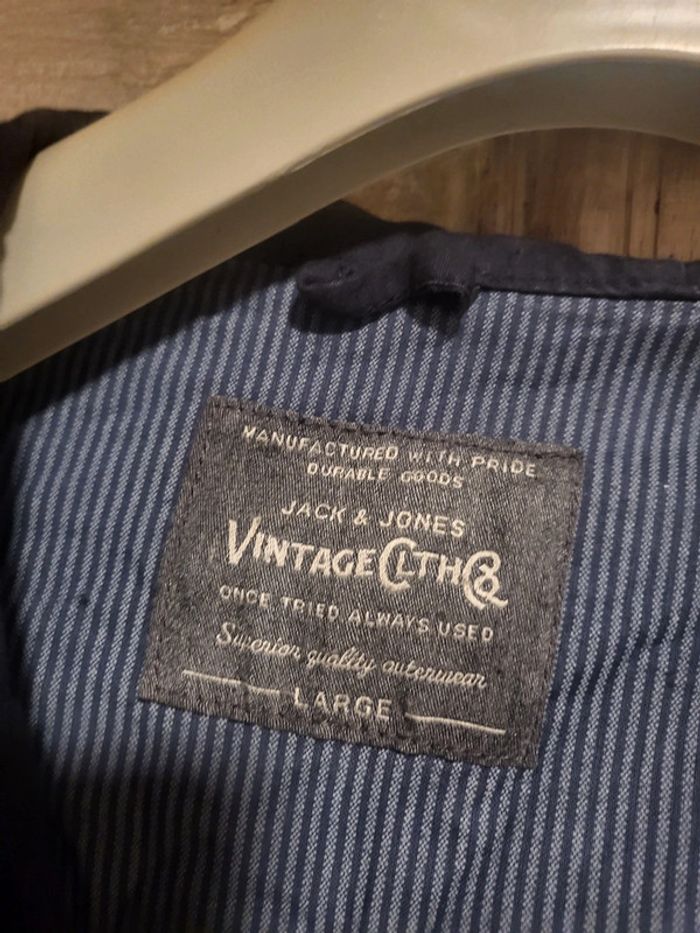 MANUFACTURED WITH PRIDE
DURABLE GOODS
JACK & JONES
VINTAGE CLTH Co
ONCE TRIED ALWAYS USED
Superior quality outerwear
LARGE